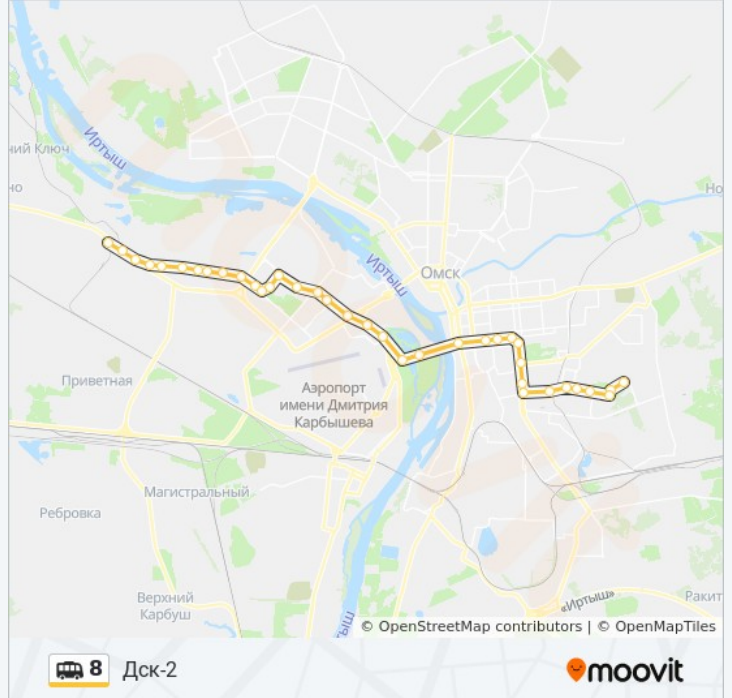 Иртыш
ний Ключ
но
Но
Иртыш
Омск
Приветная
Аэропорт
имени Дмитрия
Карбышева
Магистральный
Ребровка
Верхний
Карбуш
«Иртыш»
Ракит
ыш
© OpenStreetMap contributors | © OpenMapTiles
8 Дск-2
moovit